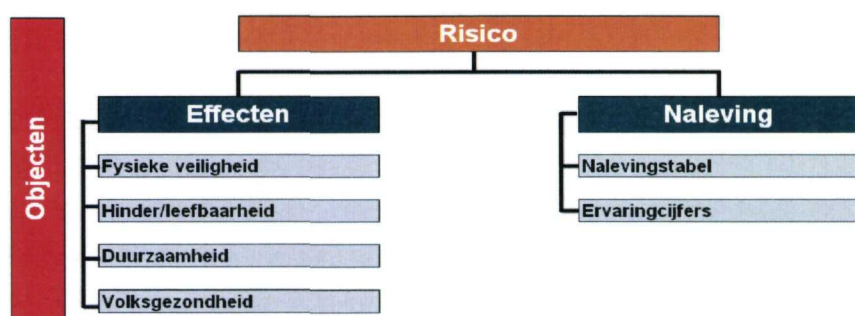 Risico
Objecten
Effecten
Fysieke veiligheid
Hinder/leefbaarheid
Duurzaamheid
Volksgezondheid
Naleving
Nalevingstabel
Ervaringcijfers